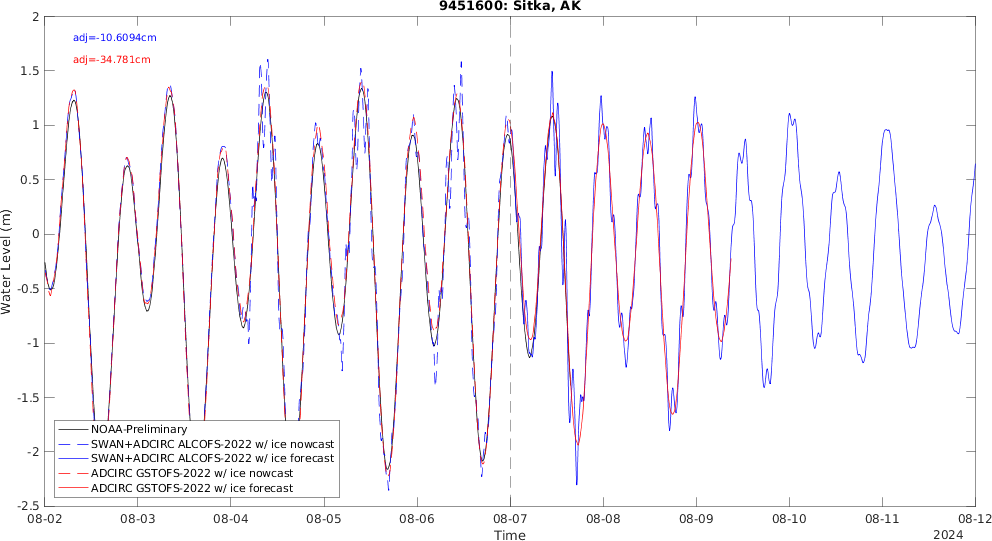 9451600: Sitka, AK
adj=-10.6094cm
adj=-34.781cm
Water Level (m)
2
1.5
1
0.5
0
-0.5
-1
-1.5
-2
-2.5
NOAA-Preliminary
SWAN+ADCIRC ALCOFS-2022 w/ ice nowcast
SWAN+ADCIRC ALCOFS-2022 w/ ice forecast
ADCIRC GSTOFS-2022 w/ ice nowcast
ADCIRC GSTOFS-2022 w/ ice forecast
08-02 08-03 08-04 08-05 08-06 08-07 08-08 08-09 08-10 08-11 08-12
Time
2024